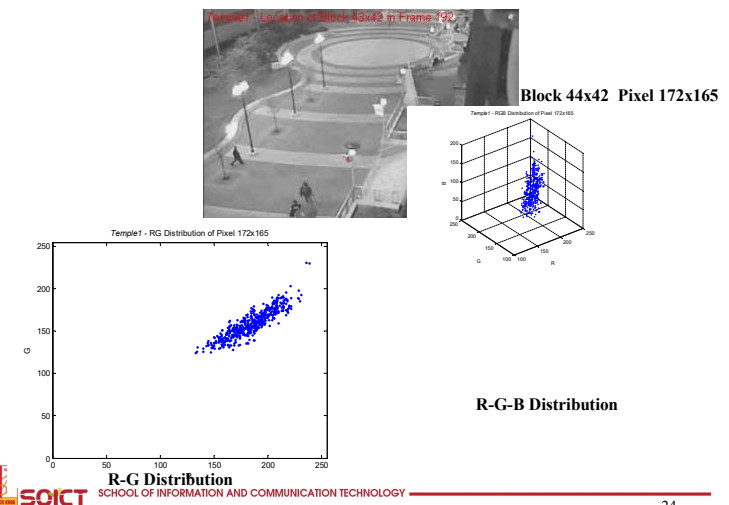 Temple1 - Location of Block 43x42 in Frame 192
Block 44x42 Pixel 172x165
Temple1 - RGB Distribution of Pixel 172x165
200
150
100
50
0
B
250
200
150
100
G
100
150
200
250
R
Temple1 - RG Distribution of Pixel 172x165
250
200
150
100
50
0
G
0
50
100
150
200
250
R-G Distribution
R-G-B Distribution
SOICT SCHOOL OF INFORMATION AND COMMUNICATION TECHNOLOGY